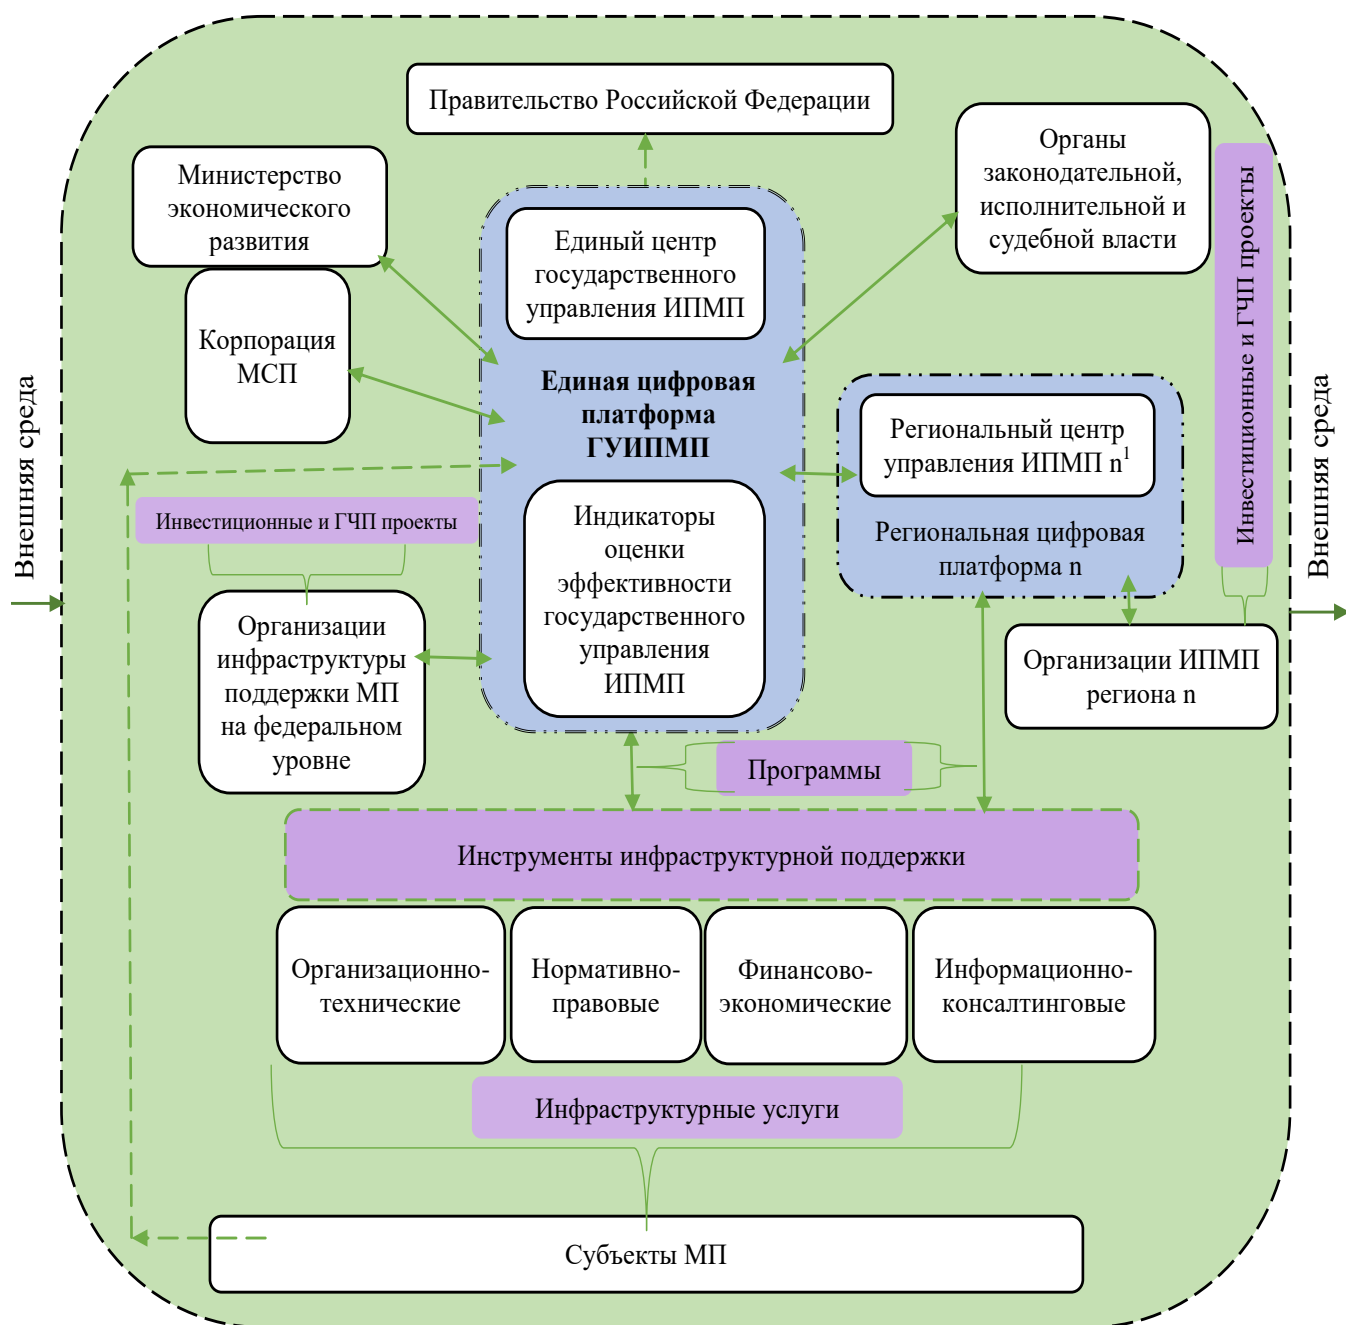 Правительство Российской Федерации
Министерство
экономического
развития
Органы
законодательной,
исполнительной и
судебной власти
Инвестиционные и ГЧП проекты
Единый центр
государственного
управления ИПМП
Корпорация
МСП
Единая цифровая
платформа
ГУИПМП
Региональный центр
управления ИПМП n¹
Региональная цифровая
платформа n
Внешняя среда
Внешняя среда
Инвестиционные и ГЧП проекты
Индикаторы
оценки
эффективности
государственного
управления
ИПМП
Организации
инфраструктуры
поддержки МП
на федеральном
уровне
Организации ИПМП
региона n
Программы
Инструменты инфраструктурной поддержки
Организационно-
технические
Нормативно-
правовые
Финансово-
экономические
Информационно-
консалтинговые
Инфраструктурные услуги
Субъекты МП